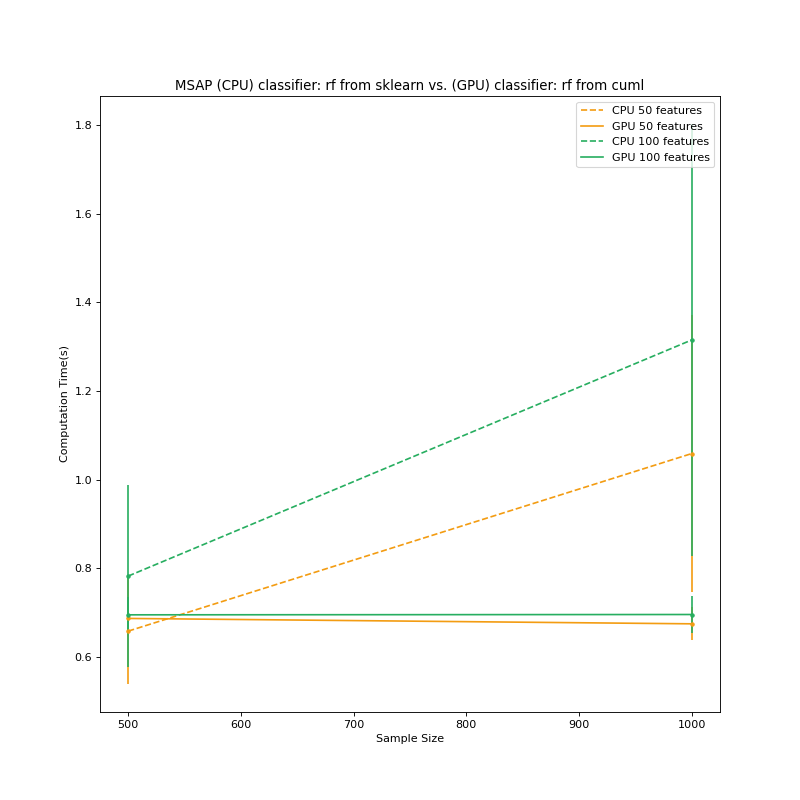 MSAP (CPU) classifier: rf from sklearn vs. (GPU) classifier: rf from cuml
CPU 50 features
GPU 50 features
CPU 100 features
GPU 100 features
1.8
1.6
1.4
1.2
1.0
0.8
0.6
Computation Time(s)
500
600
700
800
900
1000
Sample Size